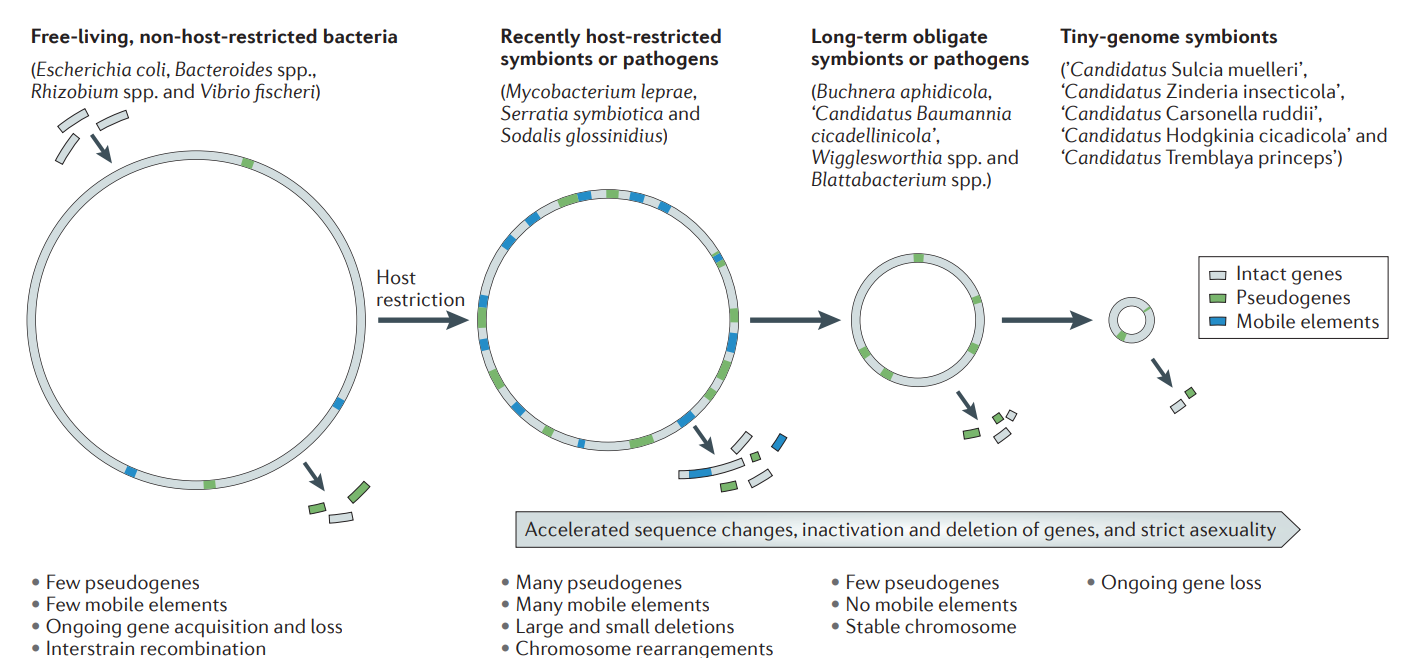 Free-living, non-host-restricted bacteria
(Escherichia coli, Bacteroides spp.,
Rhizobium spp. and Vibrio fischeri)
Recently host-restricted
symbionts or pathogens
(Mycobacterium leprae,
Serratia symbiotica and
Sodalis glossinidius)
Long-term obligate
symbionts or pathogens
(Buchnera aphidicola,
‘Candidatus Baumannia
cicadellinicola’,
Wigglesworthia spp. and
Blattabacterium spp.)
Tiny-genome symbionts
(’Candidatus Sulcia muelleri’,
‘Candidatus Zinderia insecticola’,
‘Candidatus Carsonella ruddii’,
‘Candidatus Hodgkinia cicadicola’ and
‘Candidatus Tremblaya princeps’)
Host
restriction
Intact genes
Pseudogenes
Mobile elements
Accelerated sequence changes, inactivation and deletion of genes, and strict asexuality
• Few pseudogenes
• Few mobile elements
• Ongoing gene acquisition and loss
• Interstrain recombination
• Many pseudogenes
• Many mobile elements
• Large and small deletions
• Chromosome rearrangements
• Few pseudogenes
• No mobile elements
• Stable chromosome
• Ongoing gene loss